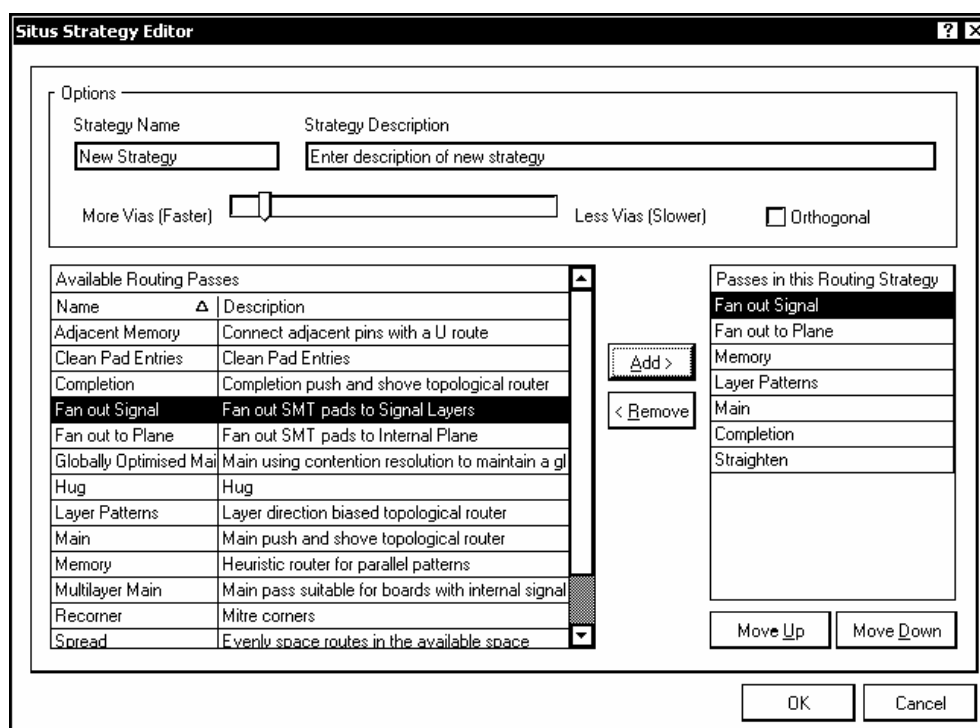 Situs Strategy Editor
Options
Strategy Name Strategy Description
New Strategy Enter description of new strategy
More Vias (Faster) Less Vias (Slower) Orthogonal
Available Routing Passes
Name Description
Adjacent Memory Connect adjacent pins with a U route
Clean Pad Entries Clean Pad Entries
Completion Completion push and shove topological router
Fan out Signal Fan out SMT pads to Signal Layers
Fan out to Plane Fan out SMT pads to Internal Plane
Globally Optimised Mai Main using contention resolution to maintain a gl
Hug Hug
Layer Patterns Layer direction biased topological router
Main Main push and shove topological router
Memory Heuristic router for parallel patterns
Multilayer Main Main pass suitable for boards with internal signal
Recorner Mitre corners
Spread Evenly space routes in the available space
Add >
< Remove
Passes in this Routing Strategy
Fan out Signal
Fan out to Plane
Memory
Layer Patterns
Main
Completion
Straighten
Move Up Move Down
OK Cancel